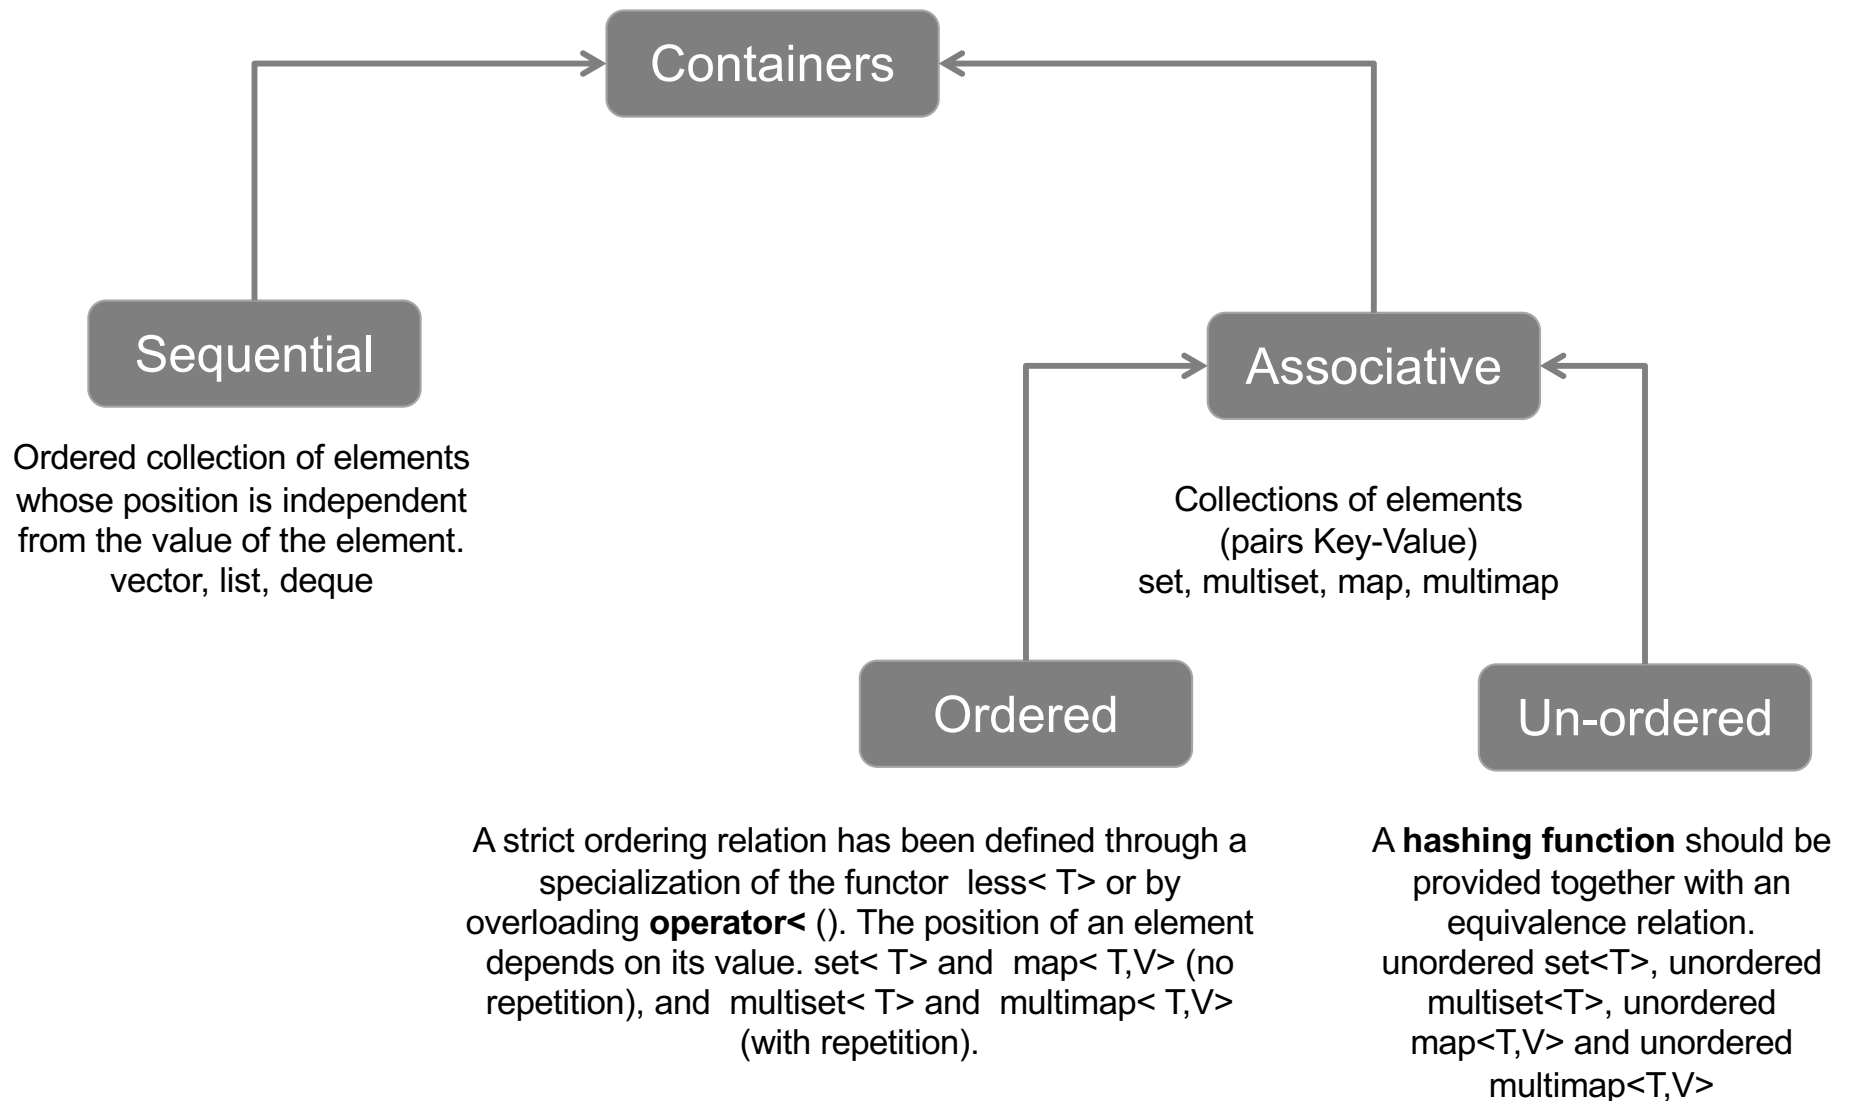 Containers
Sequential
Ordered collection of elements
whose position is independent
from the value of the element.
vector, list, deque
Associative
Collections of elements
(pairs Key-Value)
set, multiset, map, multimap
Ordered
A strict ordering relation has been defined through a
specialization of the functor less< T> or by
overloading operator< (). The position of an element
depends on its value. set< T> and map< T,V> (no
repetition), and multiset< T> and multimap< T,V>
(with repetition).
Un-ordered
A hashing function should be
provided together with an
equivalence relation.
unordered set<T>, unordered
multiset<T>, unordered
map<T,V> and unordered
multimap<T,V>